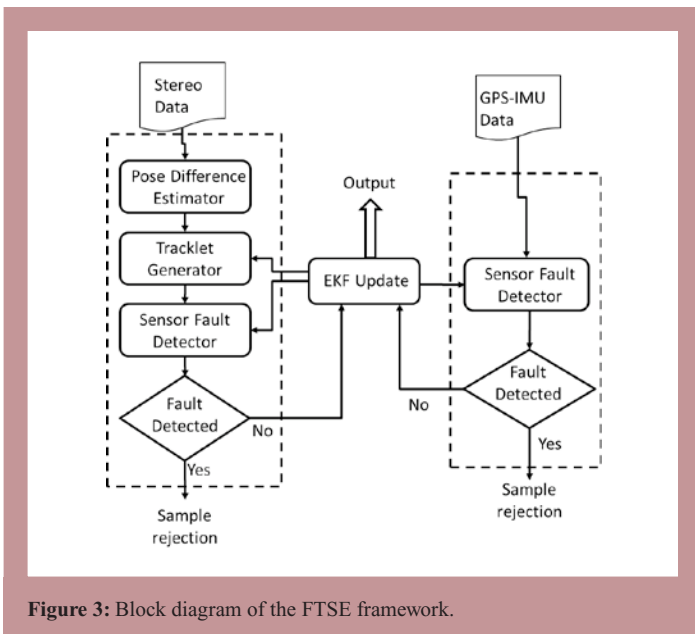 Stereo
Data
Pose Difference
Estimator
Tracklet
Generator
Sensor Fault
Detector
Fault
Detected
No
Yes
Sample
rejection
Output
EKF Update
GPS-IMU
Data
Sensor Fault
Detector
Fault
Detected
No
Yes
Sample
rejection
Figure 3: Block diagram of the FTSE framework.